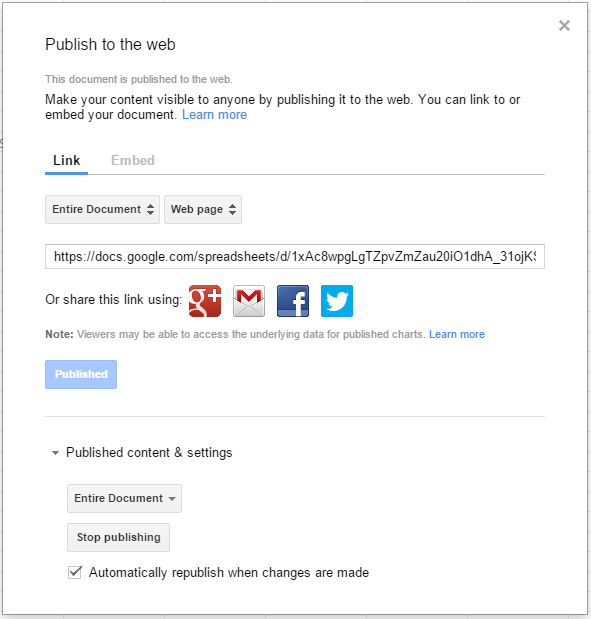 Publish to the web
This document is published to the web.
Make your content visible to anyone by publishing it to the web. You can link to or
embed your document. Learn more
Link Embed
Entire Document Web page
https://docs.google.com/spreadsheets/d/1xAc8wpgLgTZpvZmZau20iO1dhA_31ojKS
Or share this link using: g+ f
Note: Viewers may be able to access the underlying data for published charts. Learn more
Published
Published content & settings
Entire Document
Stop publishing
Automatically republish when changes are made